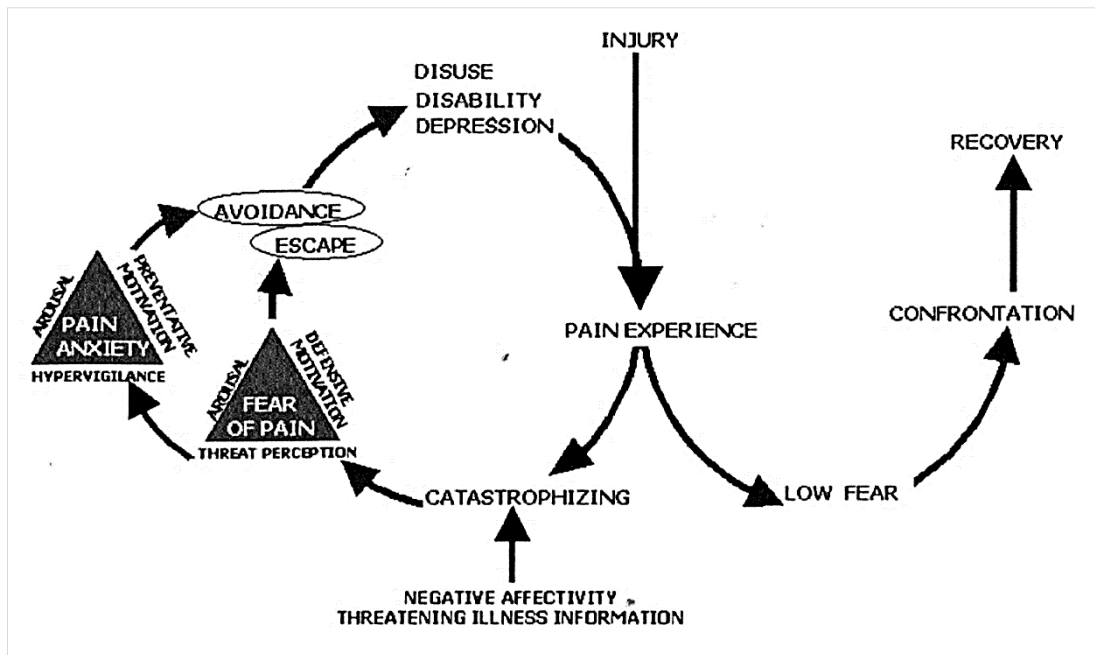 INJURY
DISUSE
DISABILITY
DEPRESSION
RECOVERY
AVOIDANCE
ESCAPE
AROUSAL
PREVENTATIVE
MOTIVATION
PAIN
ANXIETY
HYPERVIGILANCE
AROUSAL
DEFENSIVE
MOTIVATION
FEAR
OF PAIN
THREAT PERCEPTION
PAIN EXPERIENCE
CONFRONTATION
CATASTROPHIZING
LOW FEAR
NEGATIVE AFFECTIVITY
THREATENING ILLNESS INFORMATION